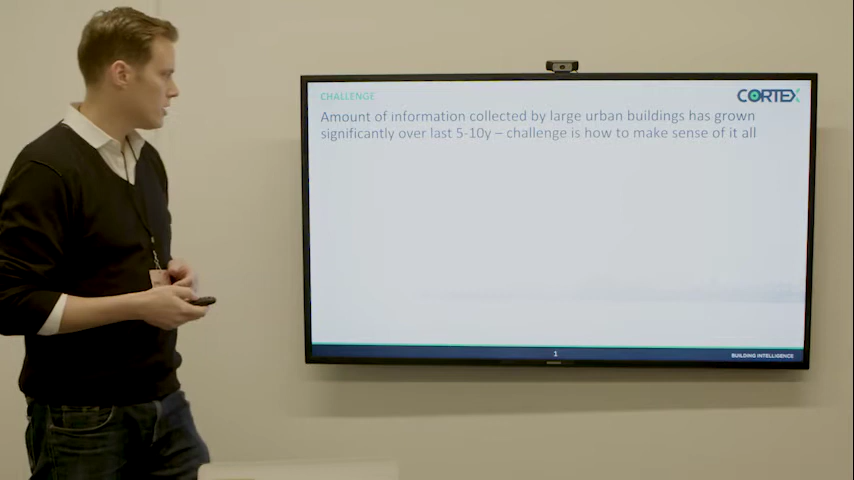 CHALLENGE
CORTEX
Amount of information collected by large urban buildings has grown
significantly over last 5-10y – challenge is how to make sense of it all
1
BUILDING INTELLIGENCE